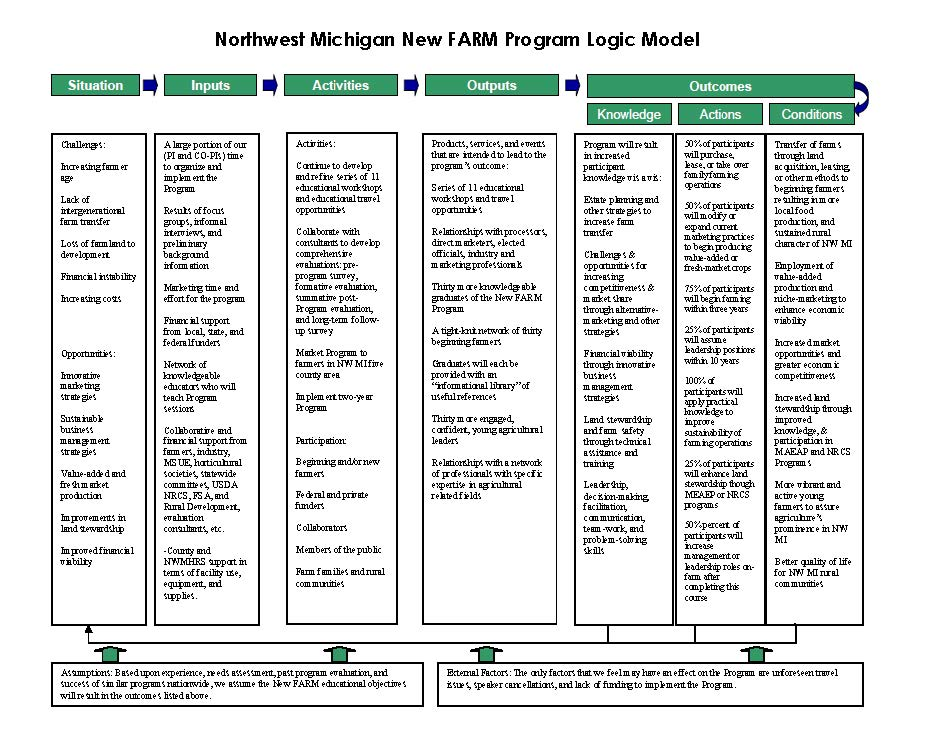 Northwest Michigan New FARM Program Logic Model
Situation
Inputs
Activities
Outputs
Outcomes
Knowledge
Actions
Conditions
Challenges:
Increasing farmer
age
Lack of
intergenerational
farm transfer
Loss of farmland to
development
Financial instability
Increasing costs
Opportunities:
Innovative
marketing
strategies
Sustainable
business
management
strategies
Value-added and
fresh market
production
Improvements in
land stewardship
Improved financial
viability
A large portion of our
(PI and CO-PIs) time
to organize and
implement the
Program
Results of focus
groups, informal
interviews, and
preliminary
background
information
Marketing time and
effort for the program
Financial support
from local, state, and
federal funders
Network of
knowledgeable
educators who will
teach Program
sessions
Collaborative and
financial support from
farmers, industry,
MSUE, horticultural
societies, statewide
committees, USDA
NRCS, FSA, and
Rural Development,
evaluation
consultants, etc.
-County and
NWMHRS support in
terms of facility use,
equipment, and
supplies.
Activities:
Continue to develop
and refine series of 11
educational workshops
and educational travel
opportunities
Collaborate with
consultants to develop
comprehensive
evaluations: pre-
program survey,
formative evaluation,
summative post-
Program evaluation,
and long-term follow-
up survey
Market Program to
farmers in NW MI five
county area
Implement two-year
Program
Participation:
Beginning and/or new
farmers
Federal and private
funders
Collaborators
Members of the public
Farm families and rural
communities
Products, services, and events
that are intended to lead to the
program's outcome:
Series of 11 educational
workshops and travel
opportunities
Relationships with processors,
direct marketers, elected
officials, industry and
marketing professionals
Thirty more knowledgeable
graduates of the New FARM
Program
A tight-knit network of thirty
beginning farmers
Graduates will each be
provided with an
"informational library" of
useful references
Thirty more engaged,
confident, young agricultural
leaders
Relationships with a network
of professionals with specific
expertise in agricultural
related fields
Program will result
in increased
participant
knowledge vis a vis:
Estate planning and
other strategies to
increase farm
transfer
Challenges &
opportunities for
increasing
competitiveness &
market share
through alternative-
marketing and other
strategies
Financial viability
through innovative
business
management
strategies
Land stewardship
and farm safety
through technical
assistance and
training
Leadership,
decision-making,
facilitation,
communication,
team-work, and
problem-solving
skills
50% of participants
will purchase,
lease, or take over
family farming
operations
50% of participants
will modify or
expand current
marketing practices
to begin producing
value-added or
fresh-market crops
75% of participants
will begin farming
within three years
25% of participants
will assume
leadership positions
within 10 years
100% of
participants will
apply practical
knowledge to
improve
sustainability of
farming operations
25% of participants
will enhance land
stewardship though
MEAEP or NRCS
programs
50% percent of
participants will
increase
management or
leadership roles on-
farm after
completing this
course
Transfer of farms
through land
acquisition, leasing,
or other methods to
beginning farmers
resulting in more
local food
production, and
sustained rural
character of NW MI
Employment of
value-added
production and
niche-marketing to
enhance economic
viability
Increased market
opportunities and
greater economic
competitiveness
Increased land
stewardship through
improved
knowledge, &
participation in
MAEAP and NRCS
Programs
More vibrant and
active young
farmers to assure
agriculture's
prominence in NW
MI
Better quality of life
for NW MI rural
communities
Assumptions: Based upon experience, needs assessment, past program evaluation, and
success of similar programs nationwide, we assume the New FARM educational objectives
will result in the outcomes listed above.
External Factors: The only factors that we feel may have an effect on the Program are unforeseen travel
issues, speaker cancellations, and lack of funding to implement the Program.